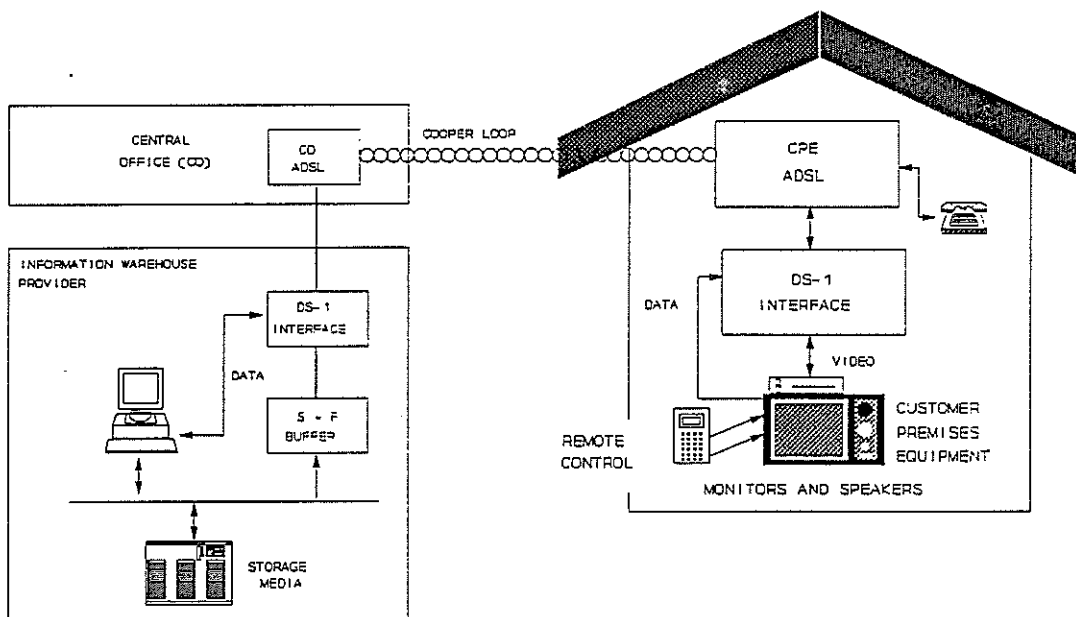 CENTRAL
OFFICE (CO)
CO
ADSL
COOPER LOOP
CPE
ADSL
INFORMATION WAREHOUSE
PROVIDER
DS-1
INTERFACE
DATA
S - F
BUFFER
STORAGE
MEDIA
DS-1
INTERFACE
DATA
VIDEO
REMOTE
CONTROL
CUSTOMER
PREMISES
EQUIPMENT
MONITORS AND SPEAKERS